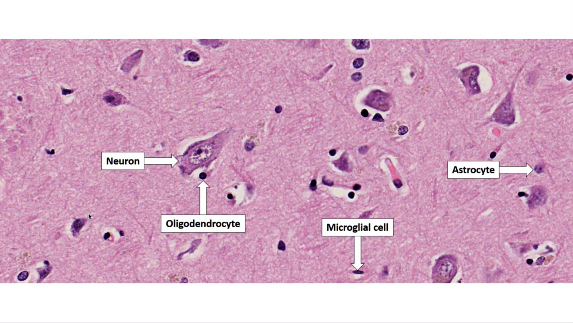 Neuron
Astrocyte
Oligodendrocyte
Microglial cell